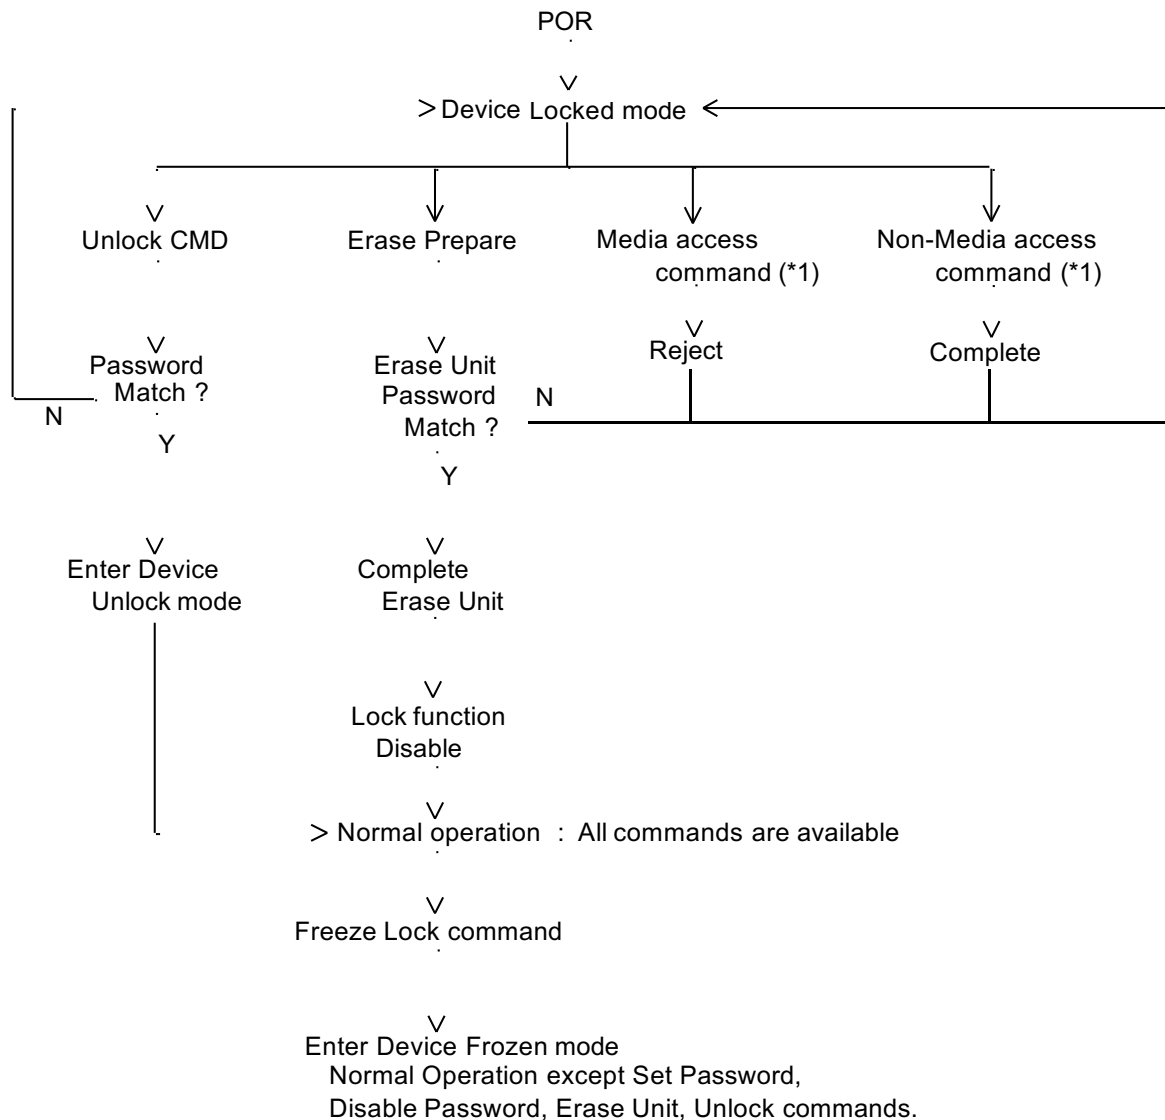 POR
> Device Locked mode
Unlock CMD
Erase Prepare
Media access
command (*1)
Non-Media access
command (*1)
Password
Match ?
N
Y
Erase Unit
Password
Match ?
N
Y
Reject
Complete
Enter Device
Unlock mode
Complete
Erase Unit
Lock function
Disable
> Normal operation : All commands are available
Freeze Lock command
Enter Device Frozen mode
Normal Operation except Set Password,
Disable Password, Erase Unit, Unlock commands.